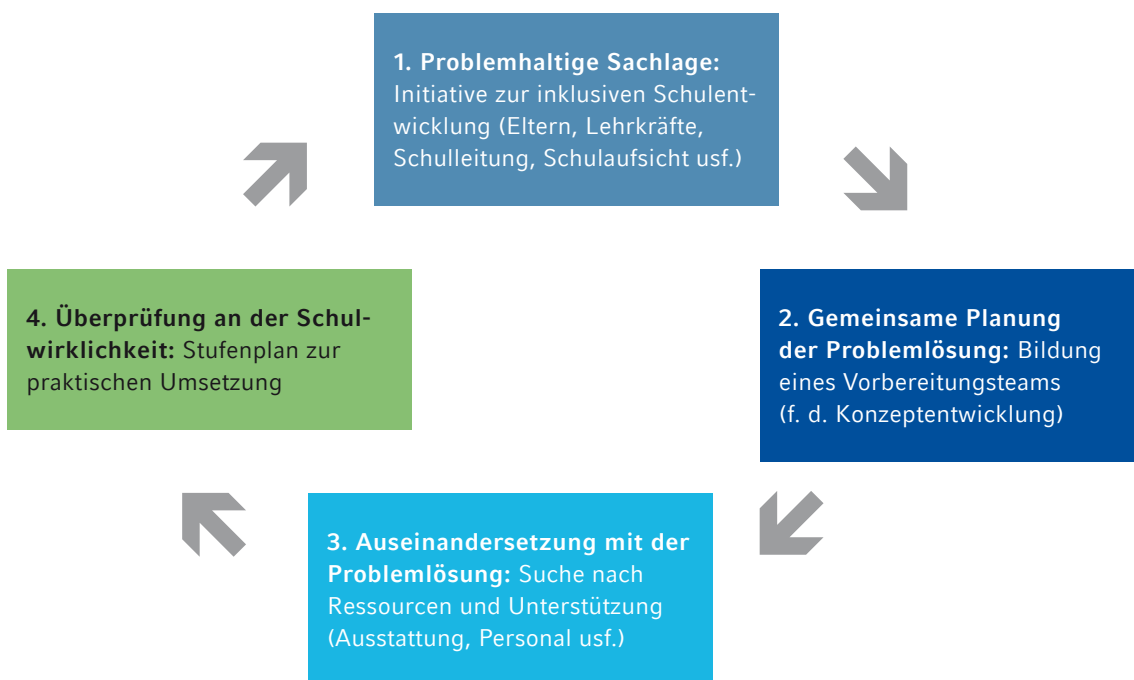 1. Problemhaltige Sachlage:
Initiative zur inklusiven Schulent-
wicklung (Eltern, Lehrkräfte,
Schulleitung, Schulaufsicht usf.)
2. Gemeinsame Planung
der Problemlösung: Bildung
eines Vorbereitungsteams
(f. d. Konzeptentwicklung)
3. Auseinandersetzung mit der
Problemlösung: Suche nach
Ressourcen und Unterstützung
(Ausstattung, Personal usf.)
4. Überprüfung an der Schul-
wirklichkeit: Stufenplan zur
praktischen Umsetzung